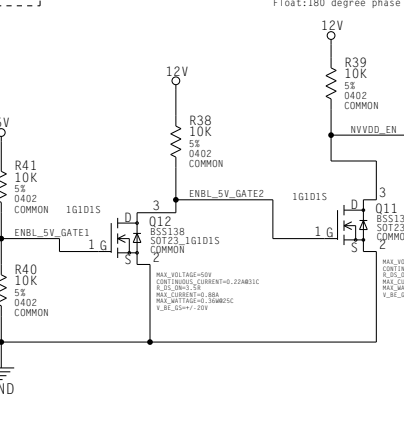 Float:180 degree phase
12V
12V
R39
10K
5%
0402
COMMON
NVVDD_EN
R38
10K
5%
0402
COMMON
5V
R41
10K
5%
0402
COMMON
1G1D1S
ENBL_5V_GATE2
1G1D1S
3
D
Q12
BSS138
SOT23_1G1D1S
1 G
S
2
ENBL_5V_GATE1
3
D
Q11
1 G
S
2
COMMON
R40
10K
5%
0402
COMMON
MAX_VOLTAGE=50V
CONTINUOUS_CURRENT=0.22A@31C
R_DS_ON=3.5R
MAX_CURRENT=0.88A
MAX_WATTAGE=0.36W@25C
V_BE_GS=+/-20V